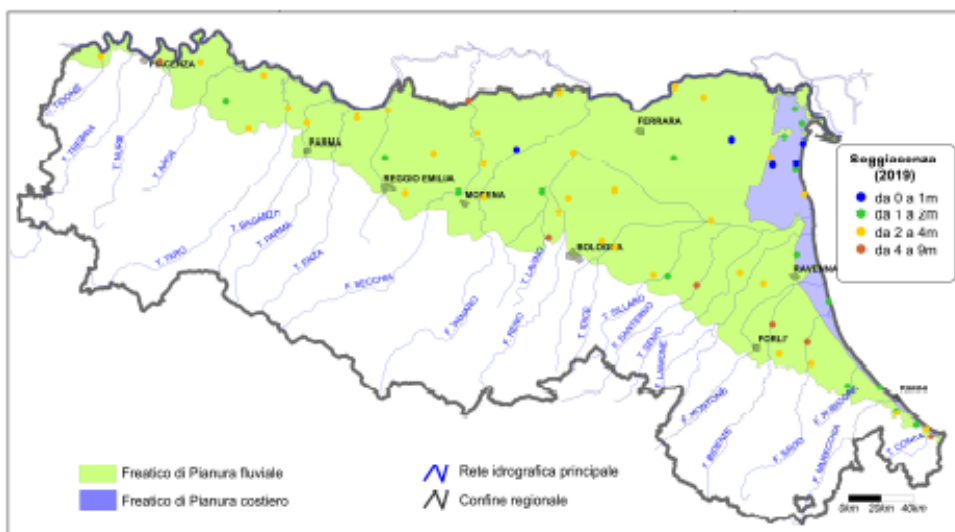 PIACENZA
PARMA
REGGIO EMILIA
MODENA
BOLOGNA
FERRARA
RAVENNA
FORLI'
T. TIDONE
F. TREBBIA
T. NURE
T. ARDA
F. TARO
T. BAGANZA
T. PARMA
T. ENZA
F. SECCHIA
F. PANARO
F. RENO
T. LAVINO
T. IDICE
T. SILLARO
F. SANTERNO
T. SENIO
F. LAMONE
F. MONTONE
F. BIDENTE
F. SAVIO
F. MARECCHIA
T. CONCA
Soggiacenza
(2019)
da 0 a 1m
da 1 a 2m
da 2 a 4m
da 4 a 9m
Freatico di Pianura fluviale
Freatico di Pianura costiero
Rete idrografica principale
Confine regionale
0km 20km 40km